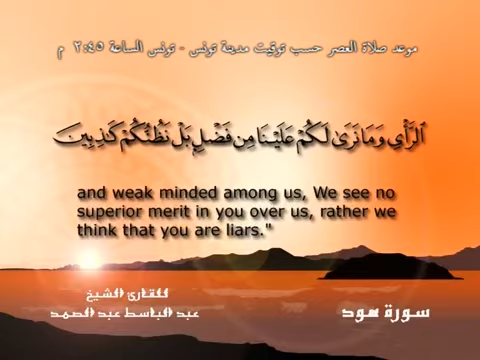 موعد صلاة العصر حسب توقيت مدينة تونس - تونس الساعة ٢:٤٥ م
الرَّأْيِ وَمَا نَرَىٰ لَكُمْ عَلَيْنَا مِن فَضْلٍ بَلْ نَظُنُّكُمْ كَٰذِبِينَ
and weak minded among us, We see no
superior merit in you over us, rather we
think that you are liars."
للقارئ الشيخ
عبد الباسط عبد الصمد
سورة هود